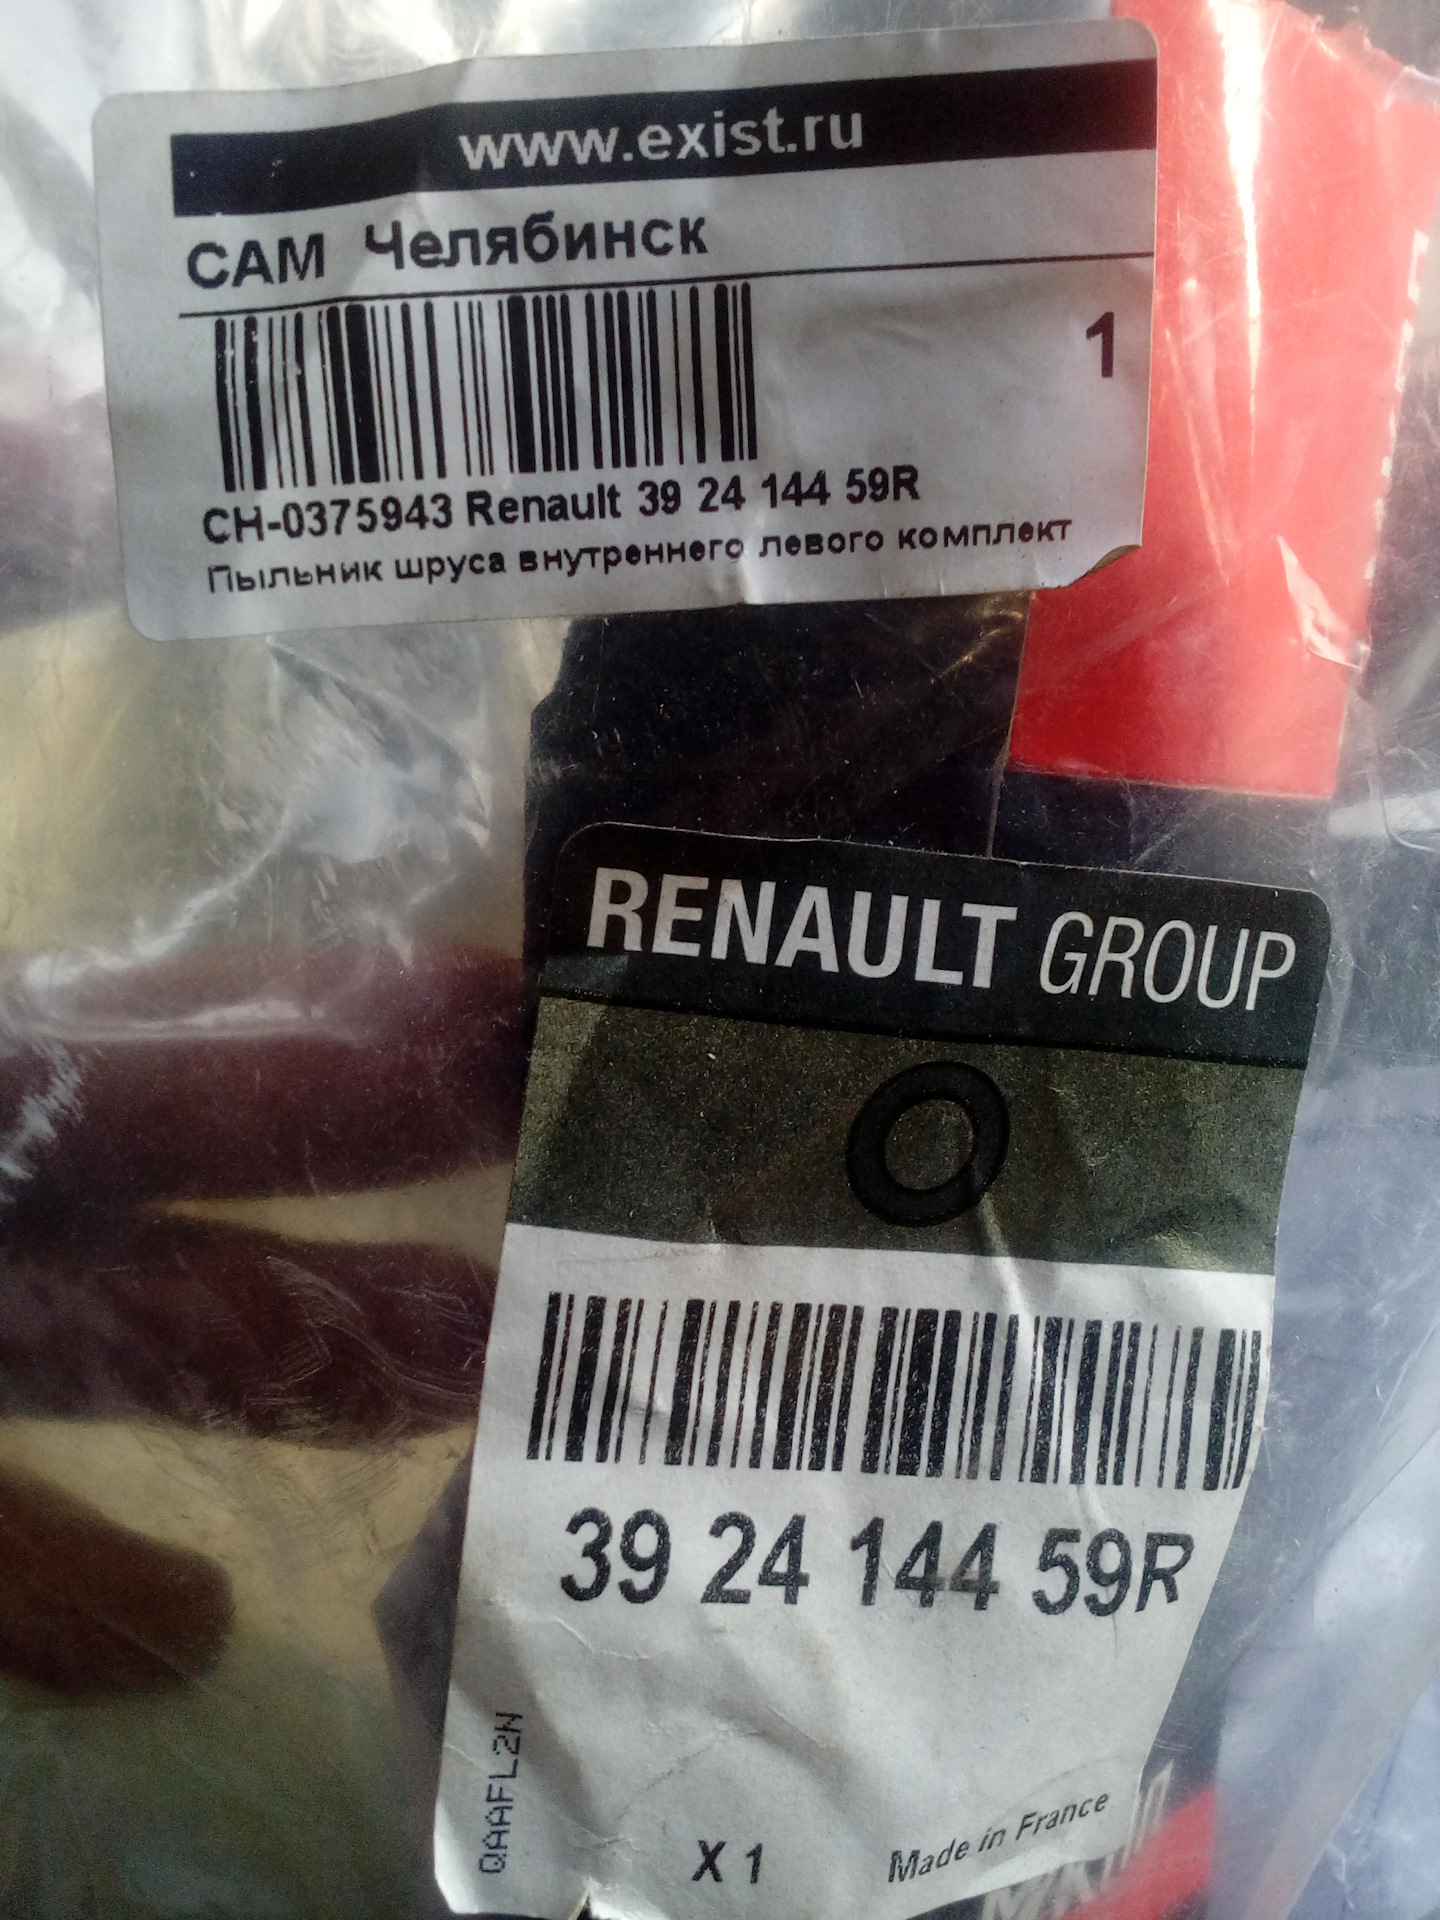 www.exist.ru
САМ Челябинск
1
CH-0375943 Renault 39 24 144 59R
Пыльник шруса внутреннего левого комплект
RENAULT GROUP
39 24 144 59R
QAAFL2N
X 1
Made in France